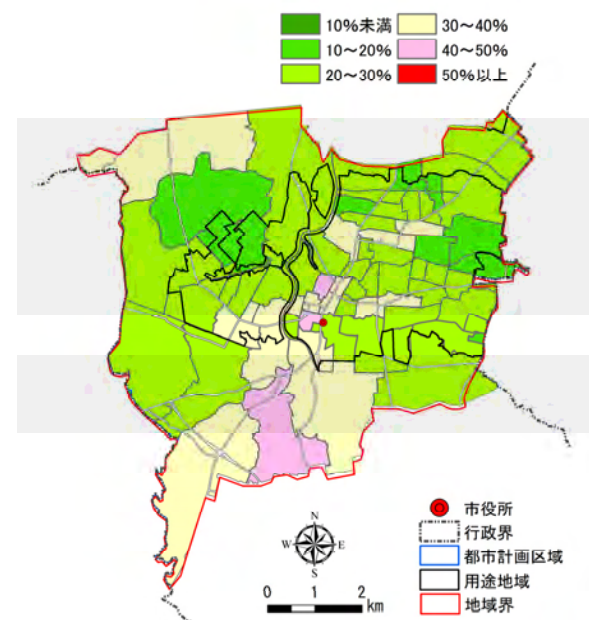 10%未満 30～40%
10～20% 40～50%
20～30% 50%以上
N
W E
S
0 1 2
km
市役所
行政界
都市計画区域
用途地域
地域界